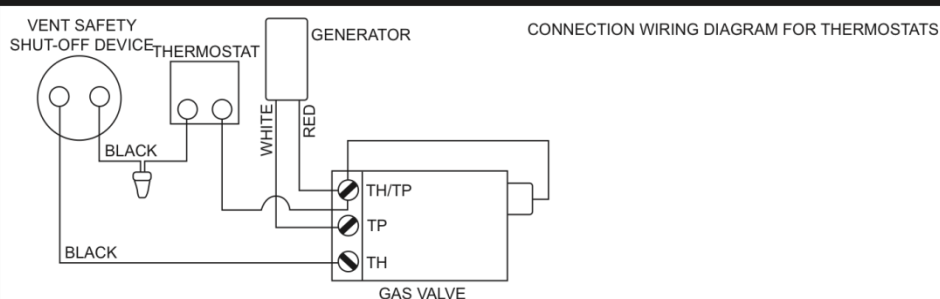 VENT SAFETY
SHUT-OFF DEVICE
THERMOSTAT
GENERATOR
CONNECTION WIRING DIAGRAM FOR THERMOSTATS
WHITE
RED
BLACK
TH/TP
TP
BLACK
TH
GAS VALVE